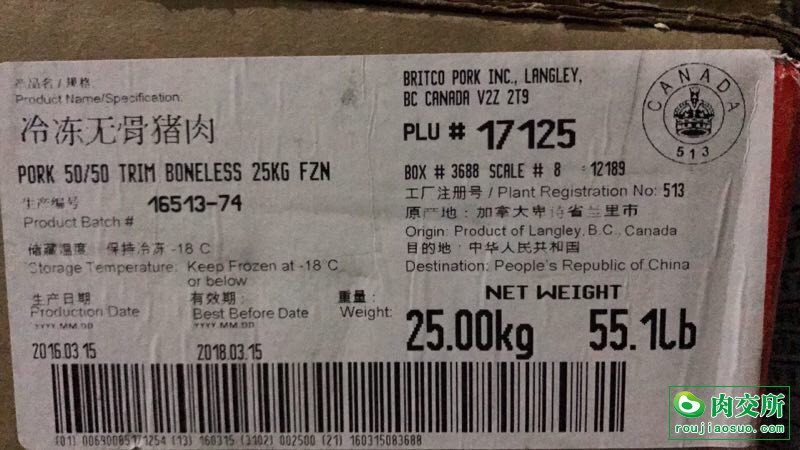 产品名 / 规格
Product Name/Specification:
冷冻无骨猪肉
PORK 50/50 TRIM BONELESS 25KG FZN
生产编号
Product Batch #
16513-74
储藏温度: 保持冷冻 -18 C
Storage Temperature: Keep Frozen at -18 C
or below
生产日期
Production Date
YYYY.MM.DD
2016.03.15
有效期:
Best Before Date
YYYY.MM.DD
2018.03.15
重量:
Weight:
BRITCO PORK INC., LANGLEY,
BC CANADA V2Z 2T9
PLU # 17125
BOX # 3688 SCALE # 8 - 12189
工厂注册号 / Plant Registration No: 513
原产地: 加拿大卑诗省兰里市
Origin: Product of Langley, B.C., Canada
目的地: 中华人民共和国
Destination: People's Republic of China
NET WEIGHT
25.00kg 55.1lb
CANADA
513
(13) 160315 (3102) 002500 (21) 160315083688
肉交所
roujiaosuo.com